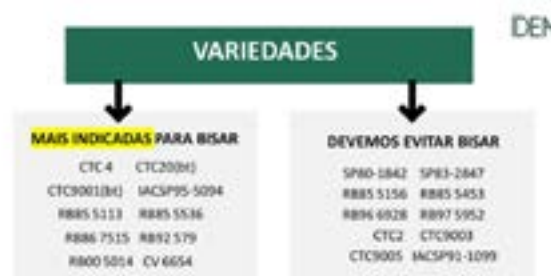 VARIEDADES
MAIS INDICADAS PARA BISAR
CTC 4 CTC20(bt)
CTC9001(bt) IACSP95-5094
RB85 5113 RB85 5536
RB86 7515 RB92 579
RB00 5014 CV 6654
DEVEMOS EVITAR BISAR
SP80-1842 SP83-2847
RB85 5156 RB85 5453
RB96 6928 RB97 5952
CTC2 CTC9003
CTC9005 IACSP91-1099